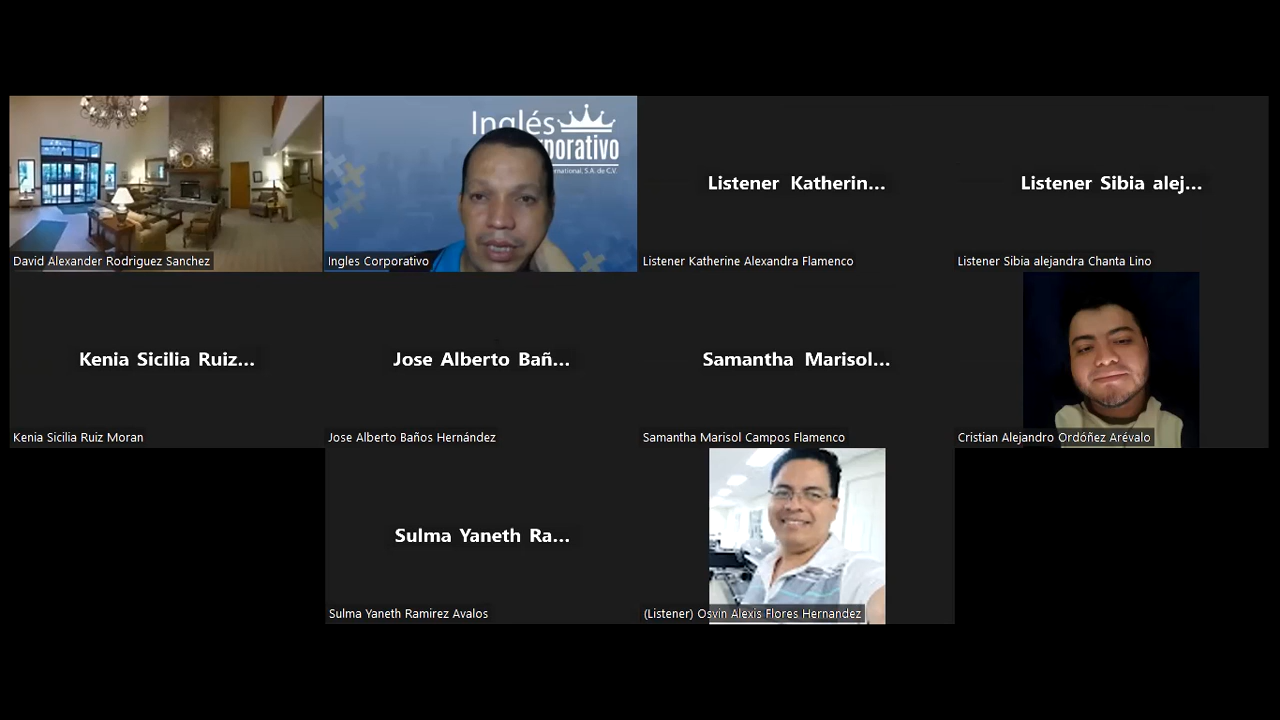 Inglés
porativo
ernational, S.A. de C.V.
David Alexander Rodriguez Sanchez
Ingles Corporativo
Listener Katherin...
Listener Katherine Alexandra Flamenco
Listener Sibia alej...
Listener Sibia alejandra Chanta Lino
Kenia Sicilia Ruiz...
Kenia Sicilia Ruiz Moran
Jose Alberto Bañ...
Jose Alberto Baños Hernández
Samantha Marisol...
Samantha Marisol Campos Flamenco
Cristian Alejandro Ordóñez Arévalo
Sulma Yaneth Ra...
Sulma Yaneth Ramirez Avalos
(Listener) Osvin Alexis Flores Hernandez